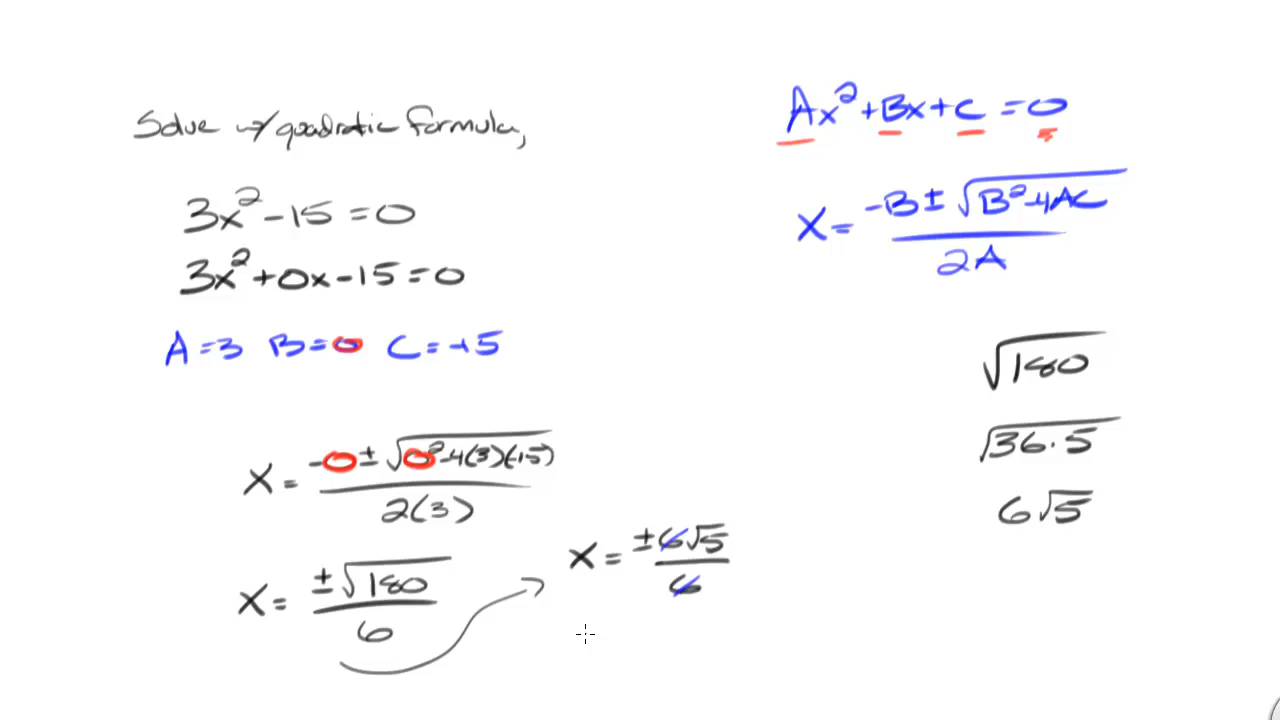 Solve w/ quadratic formula,
3x² - 15 = 0
3x² + 0x - 15 = 0
A = 3 B = 0 C = -15
x = (-0 ± √(0² - 4(3)(-15))) / 2(3)
x = ±√180 / 6
x = ±6√5 / 6
Ax² + Bx + C = 0
x = (-B ± √(B² - 4AC)) / 2A
√180
√36·5
6√5